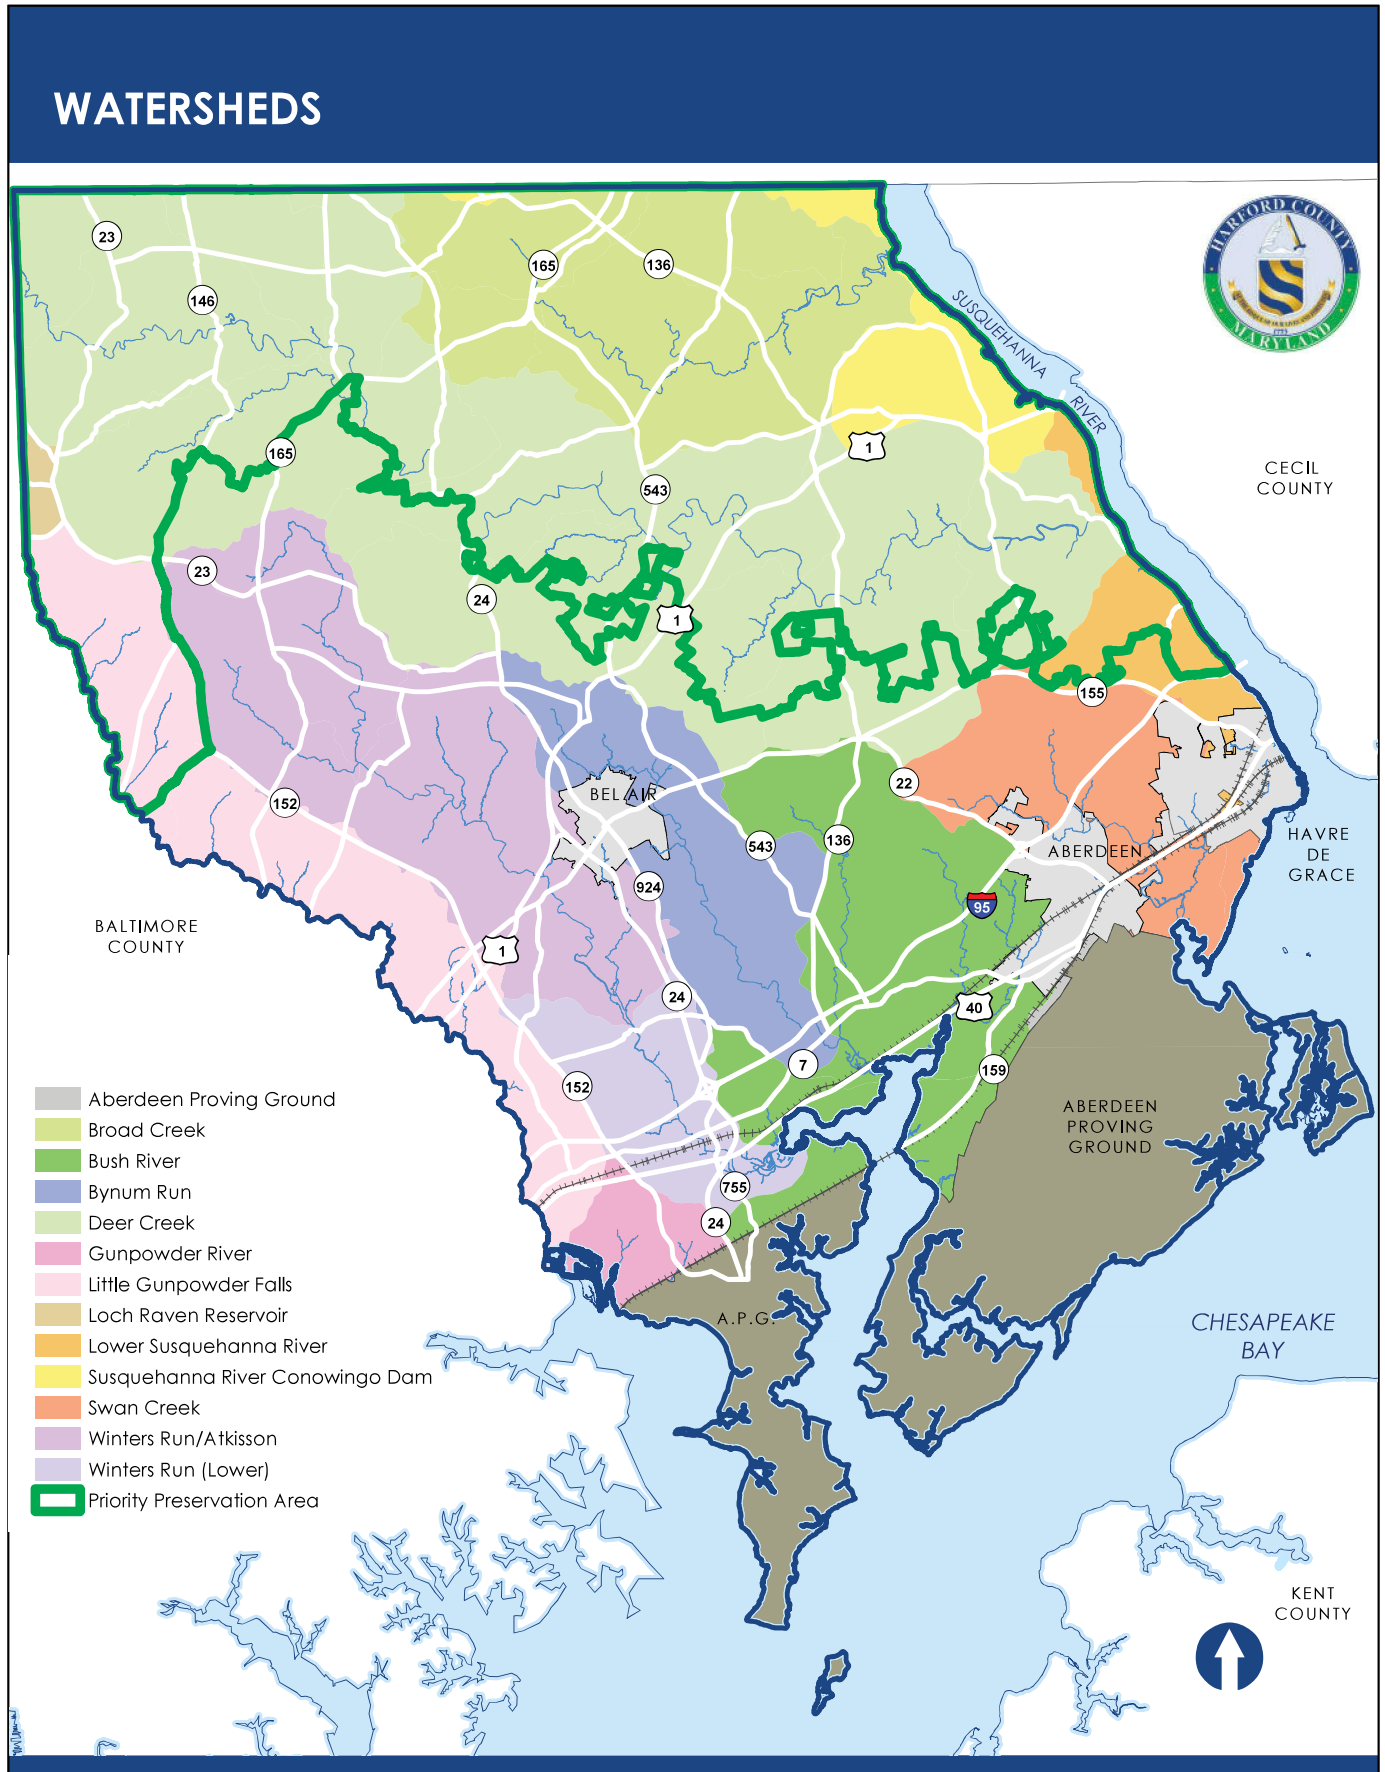 WATERSHEDS
HARFORD COUNTY
MARYLAND
23
165
136
146
SUSQUEHANNA
RIVER
1
165
CECIL
COUNTY
543
23
24
1
155
22
152
BEL AIR
HAVRE
DE
GRACE
543
136
ABERDEEN
924
95
BALTIMORE
COUNTY
1
24
40
7
159
152
ABERDEEN
PROVING
GROUND
755
24
A.P.G.
CHESAPEAKE
BAY
Aberdeen Proving Ground
Broad Creek
Bush River
Bynum Run
Deer Creek
Gunpowder River
Little Gunpowder Falls
Loch Raven Reservoir
Lower Susquehanna River
Susquehanna River Conowingo Dam
Swan Creek
Winters Run/Atkisson
Winters Run (Lower)
Priority Preservation Area
KENT
COUNTY